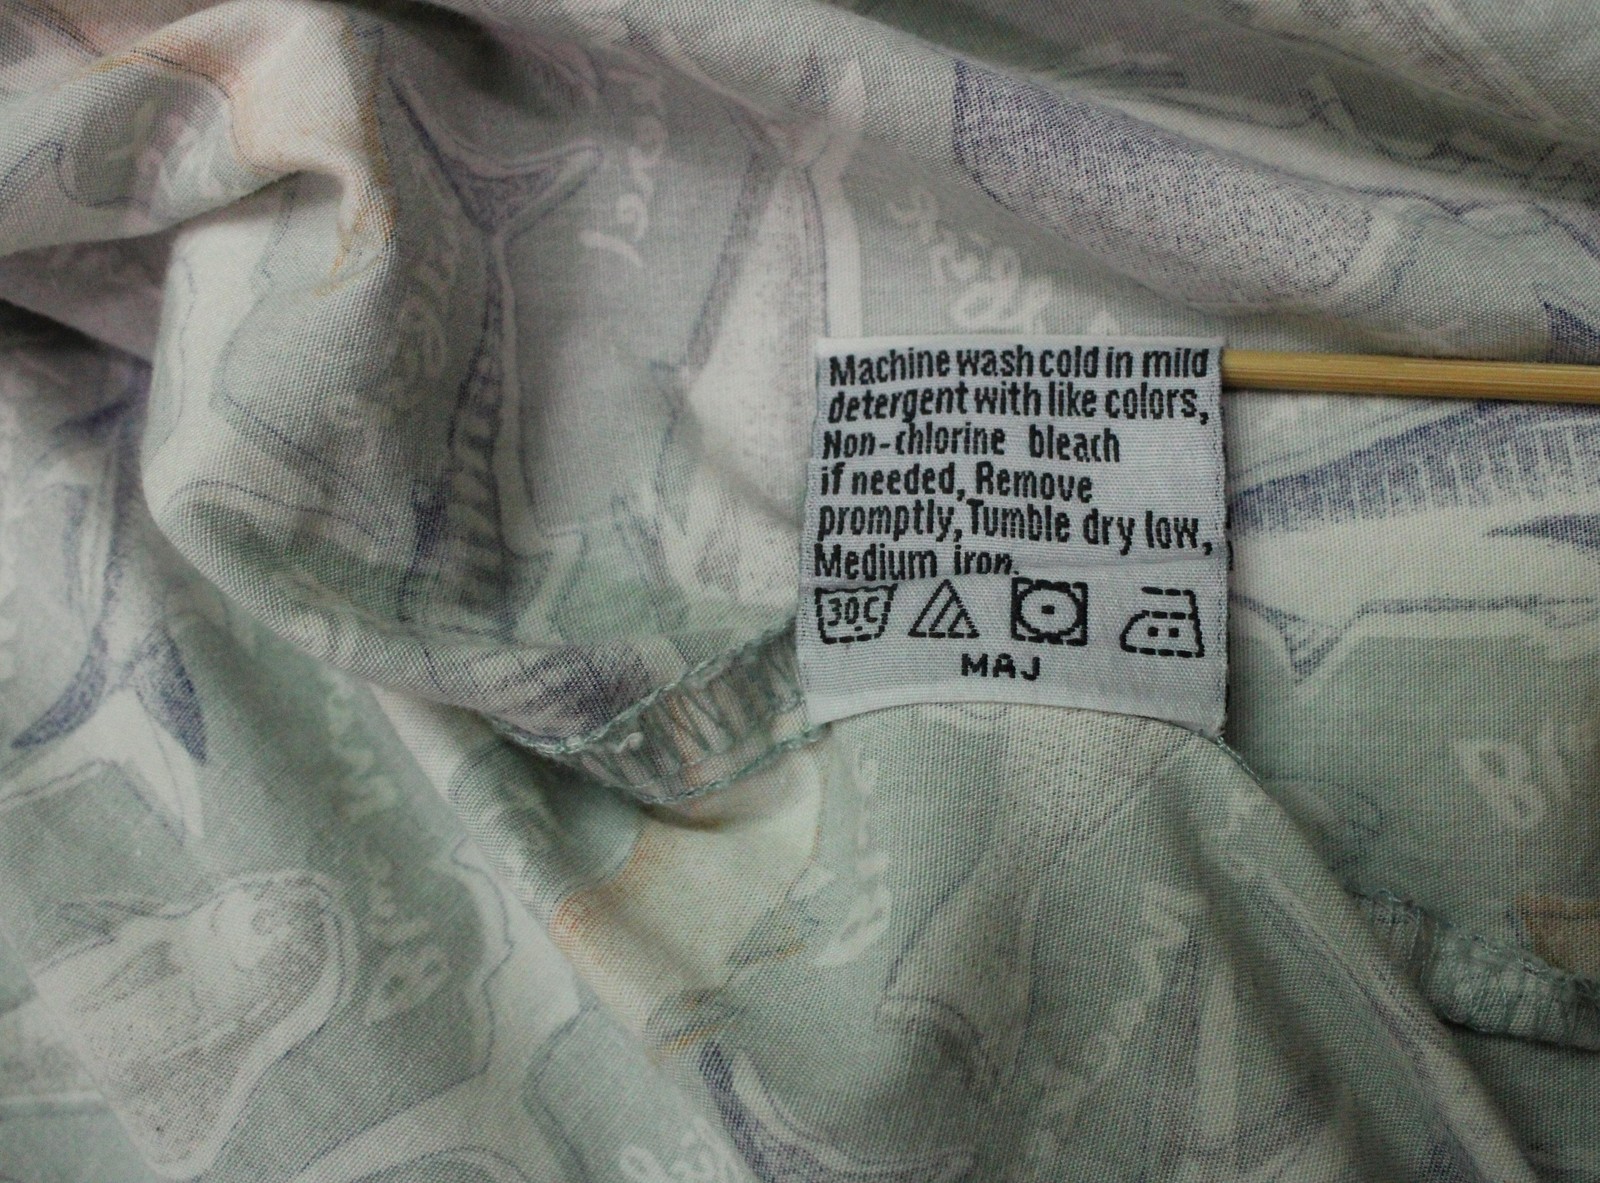 Machine wash cold in mild
detergent with like colors,
Non-chlorine bleach
if needed, Remove
promptly, Tumble dry low,
Medium iron.
30C
MAJ